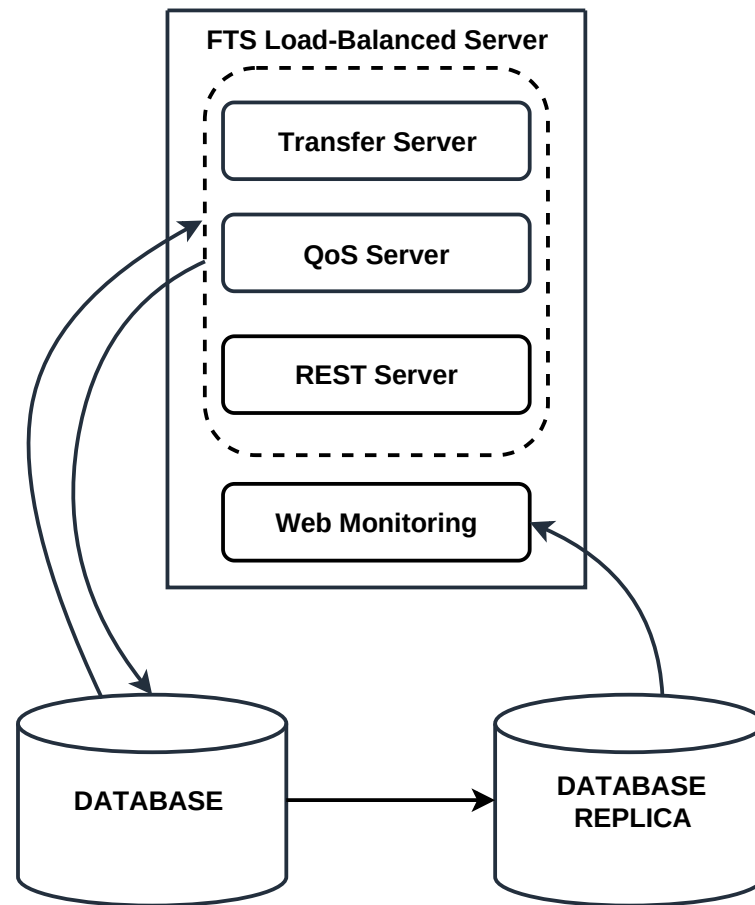 FTS Load-Balanced Server
Transfer Server
QoS Server
REST Server
Web Monitoring
DATABASE
DATABASE
REPLICA